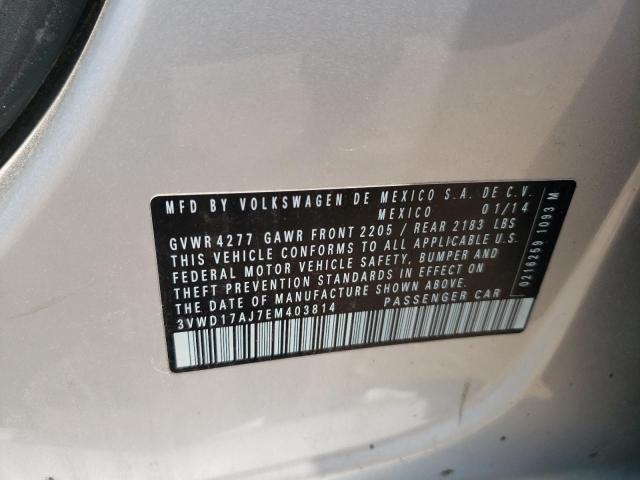 MFD BY VOLKSWAGEN DE MEXICO S.A. DE C.V.
MEXICO 01/14
GVWR 4277 GAWR FRONT 2205 / REAR 2183 LBS
THIS VEHICLE CONFORMS TO ALL APPLICABLE U.S.
FEDERAL MOTOR VEHICLE SAFETY, BUMPER AND
THEFT PREVENTION STANDARDS IN EFFECT ON
THE DATE OF MANUFACTURE SHOWN ABOVE.
3VWD17AJ7EM403814 PASSENGER CAR
0216259 1093 M